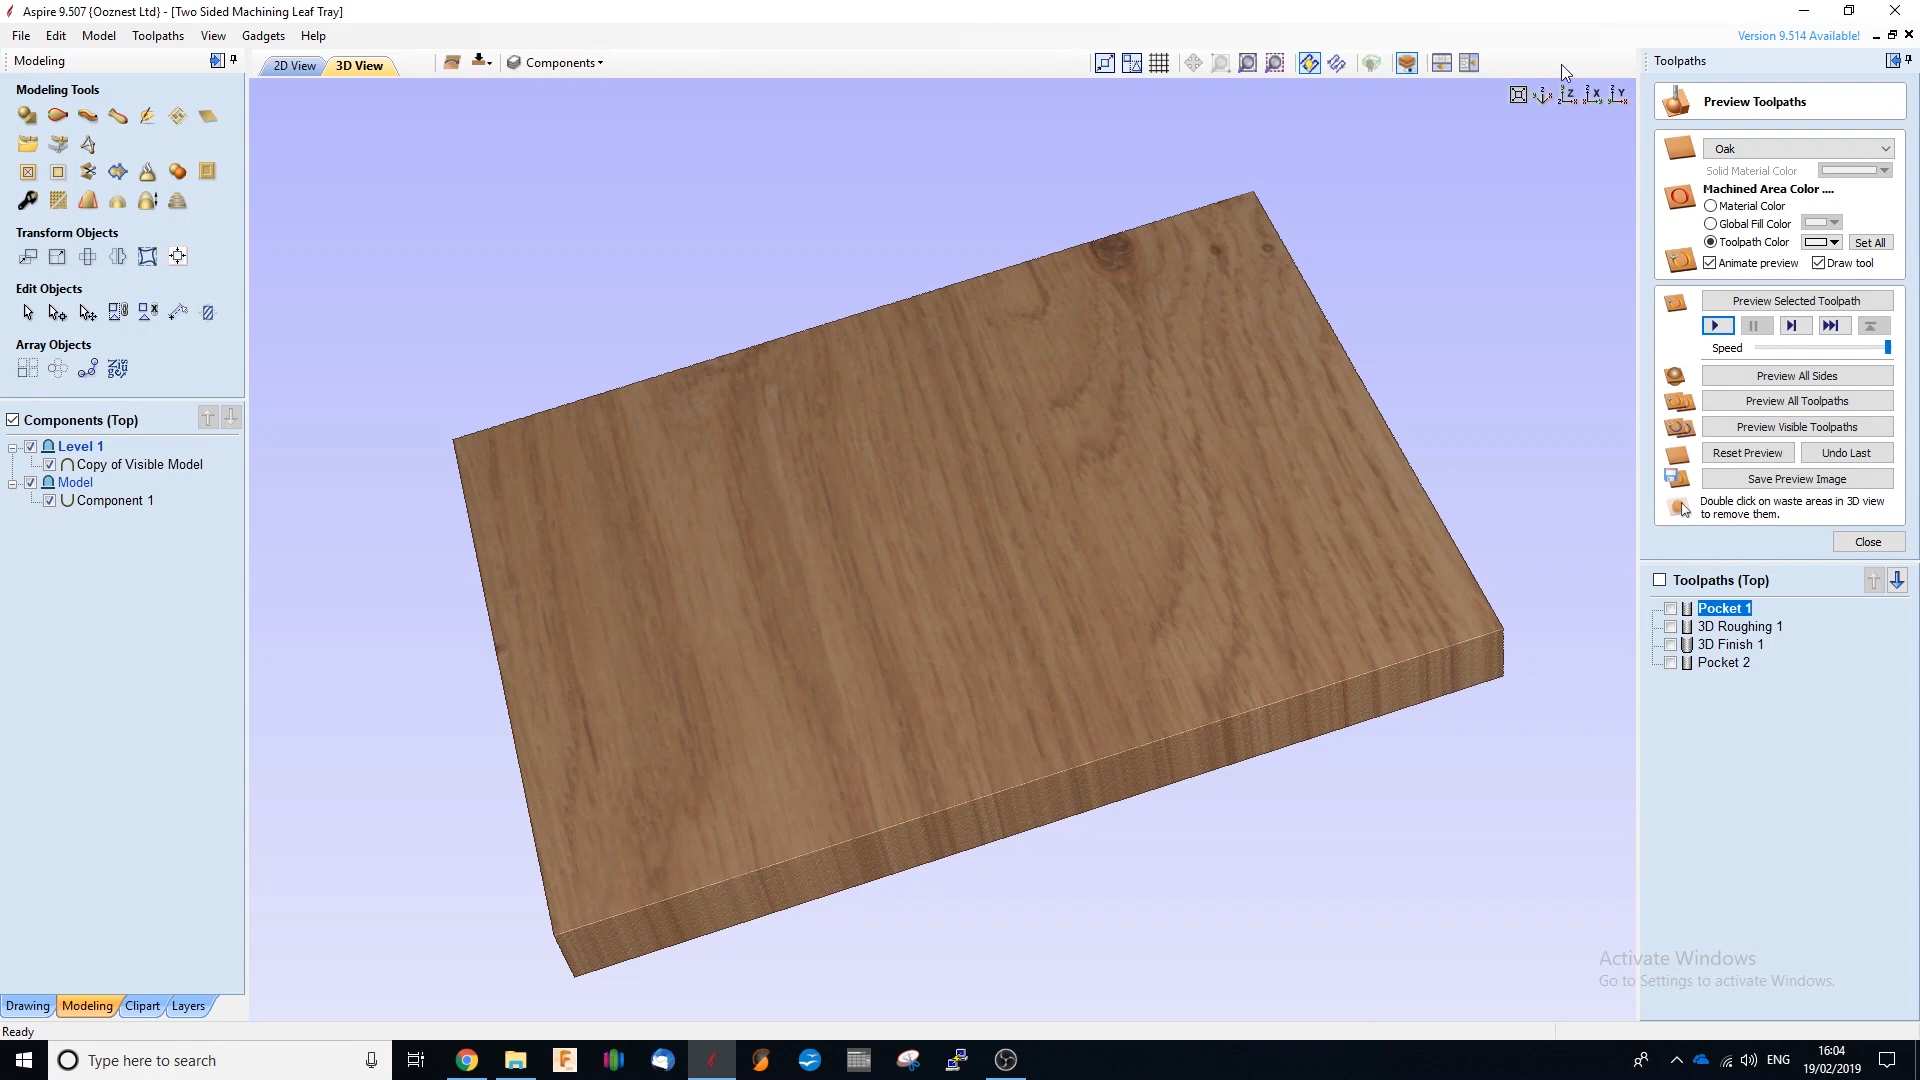 Aspire 9.507 {Ooznest Ltd} - [Two Sided Machining Leaf Tray]
File Edit Model Toolpaths View Gadgets Help
Version 9.514 Available!
Modeling
2D View
3D View
Components
Toolpaths
Modeling Tools
Transform Objects
Edit Objects
Array Objects
Components (Top)
Level 1
Copy of Visible Model
Model
Component 1
Drawing Modeling Clipart Layers
Ready
Z X Y
Preview Toolpaths
Oak
Solid Material Color
Machined Area Color ....
Material Color
Global Fill Color
Toolpath Color
Set All
Animate preview Draw tool
Preview Selected Toolpath
Speed
Preview All Sides
Preview All Toolpaths
Preview Visible Toolpaths
Reset Preview Undo Last
Save Preview Image
Double click on waste areas in 3D view
to remove them.
Close
Toolpaths (Top)
Pocket 1
3D Roughing 1
3D Finish 1
Pocket 2
Activate Windows
Go to Settings to activate Windows.
Type here to search
ENG
16:04
19/02/2019